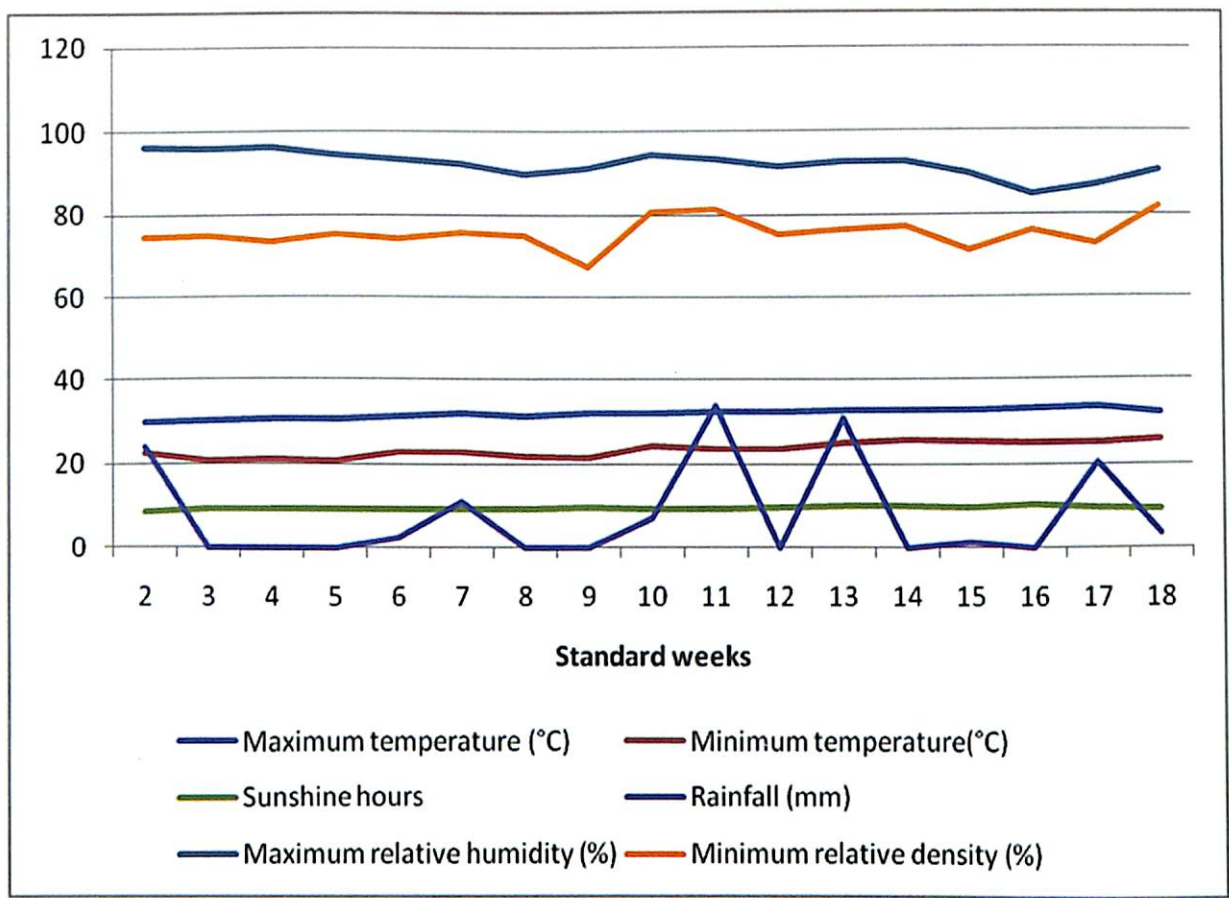 120
100
80
60
40
20
0
2 3 4 5 6 7 8 9 10 11 12 13 14 15 16 17 18
Standard weeks
Maximum temperature (°C) Minimum temperature(°C)
Sunshine hours Rainfall (mm)
Maximum relative humidity (%) Minimum relative density (%)